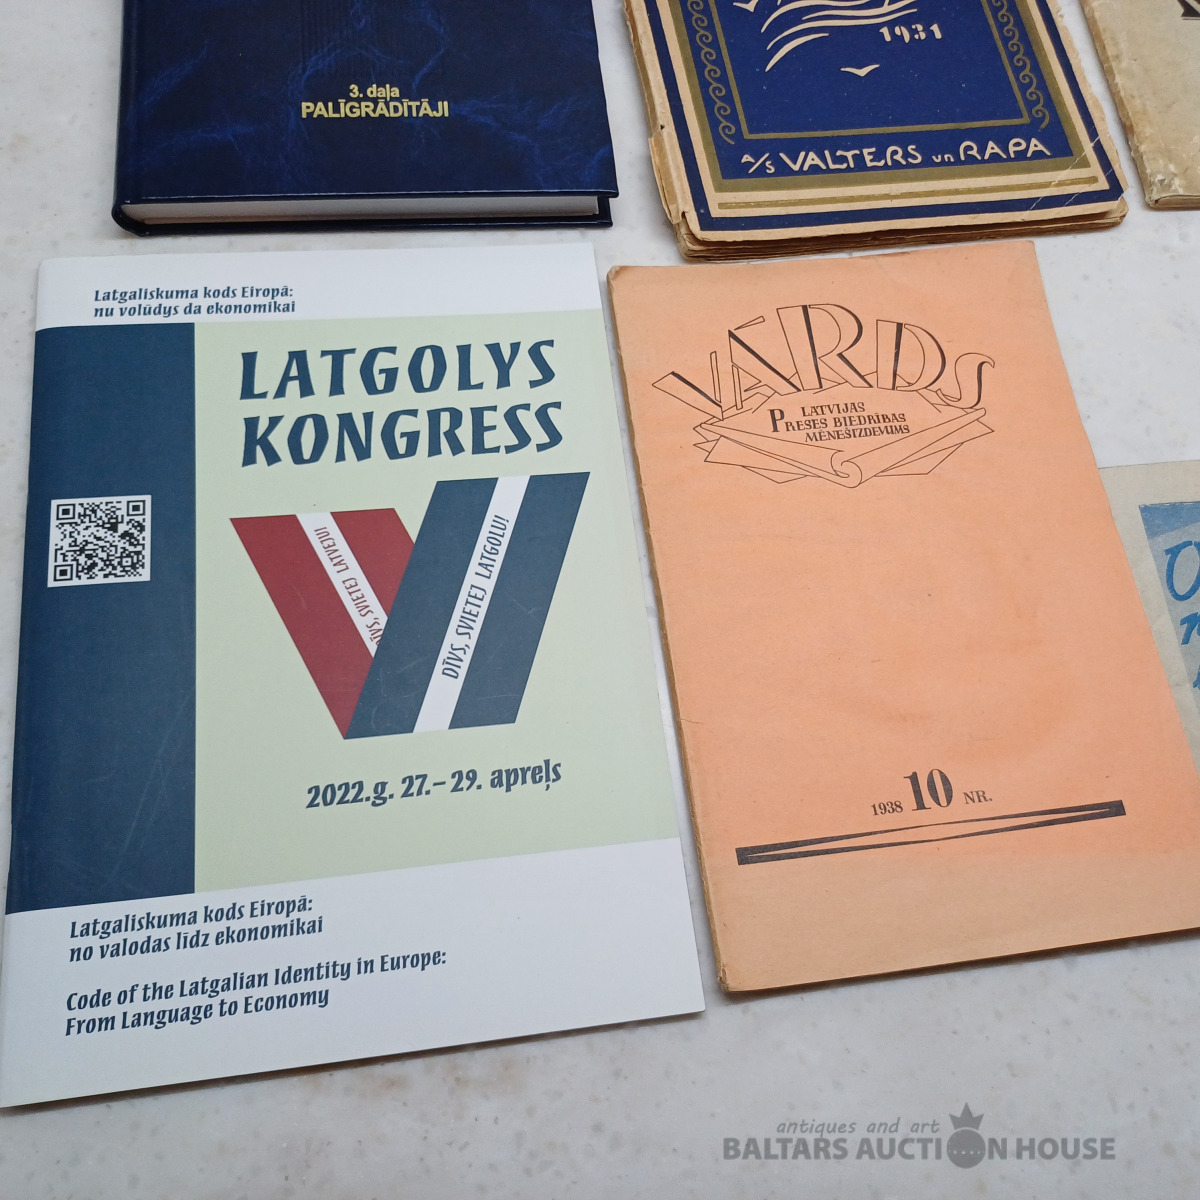 3. daļa
PALĪGRĀDĪTĀJI
1931
A/S VALTERS un RAPA
Latgaliskuma kods Eiropā:
nu volūdys da ekonomikai
LATGOLYS
KONGRESS
DĪVS, SVIETEJ LATVEJU!
DĪVS, SVIETEJ LATGOLU!
2022.g. 27.–29. apreļs
Latgaliskuma kods Eiropā:
no valodas līdz ekonomikai
Code of the Latgalian Identity in Europe:
From Language to Economy
VĀRDS
LATVIJAS
PRESES BIEDRĪBAS
MĒNEŠIZDEVUMS
1938 10 NR.
antiques and art
BALTARS AUCTION HOUSE